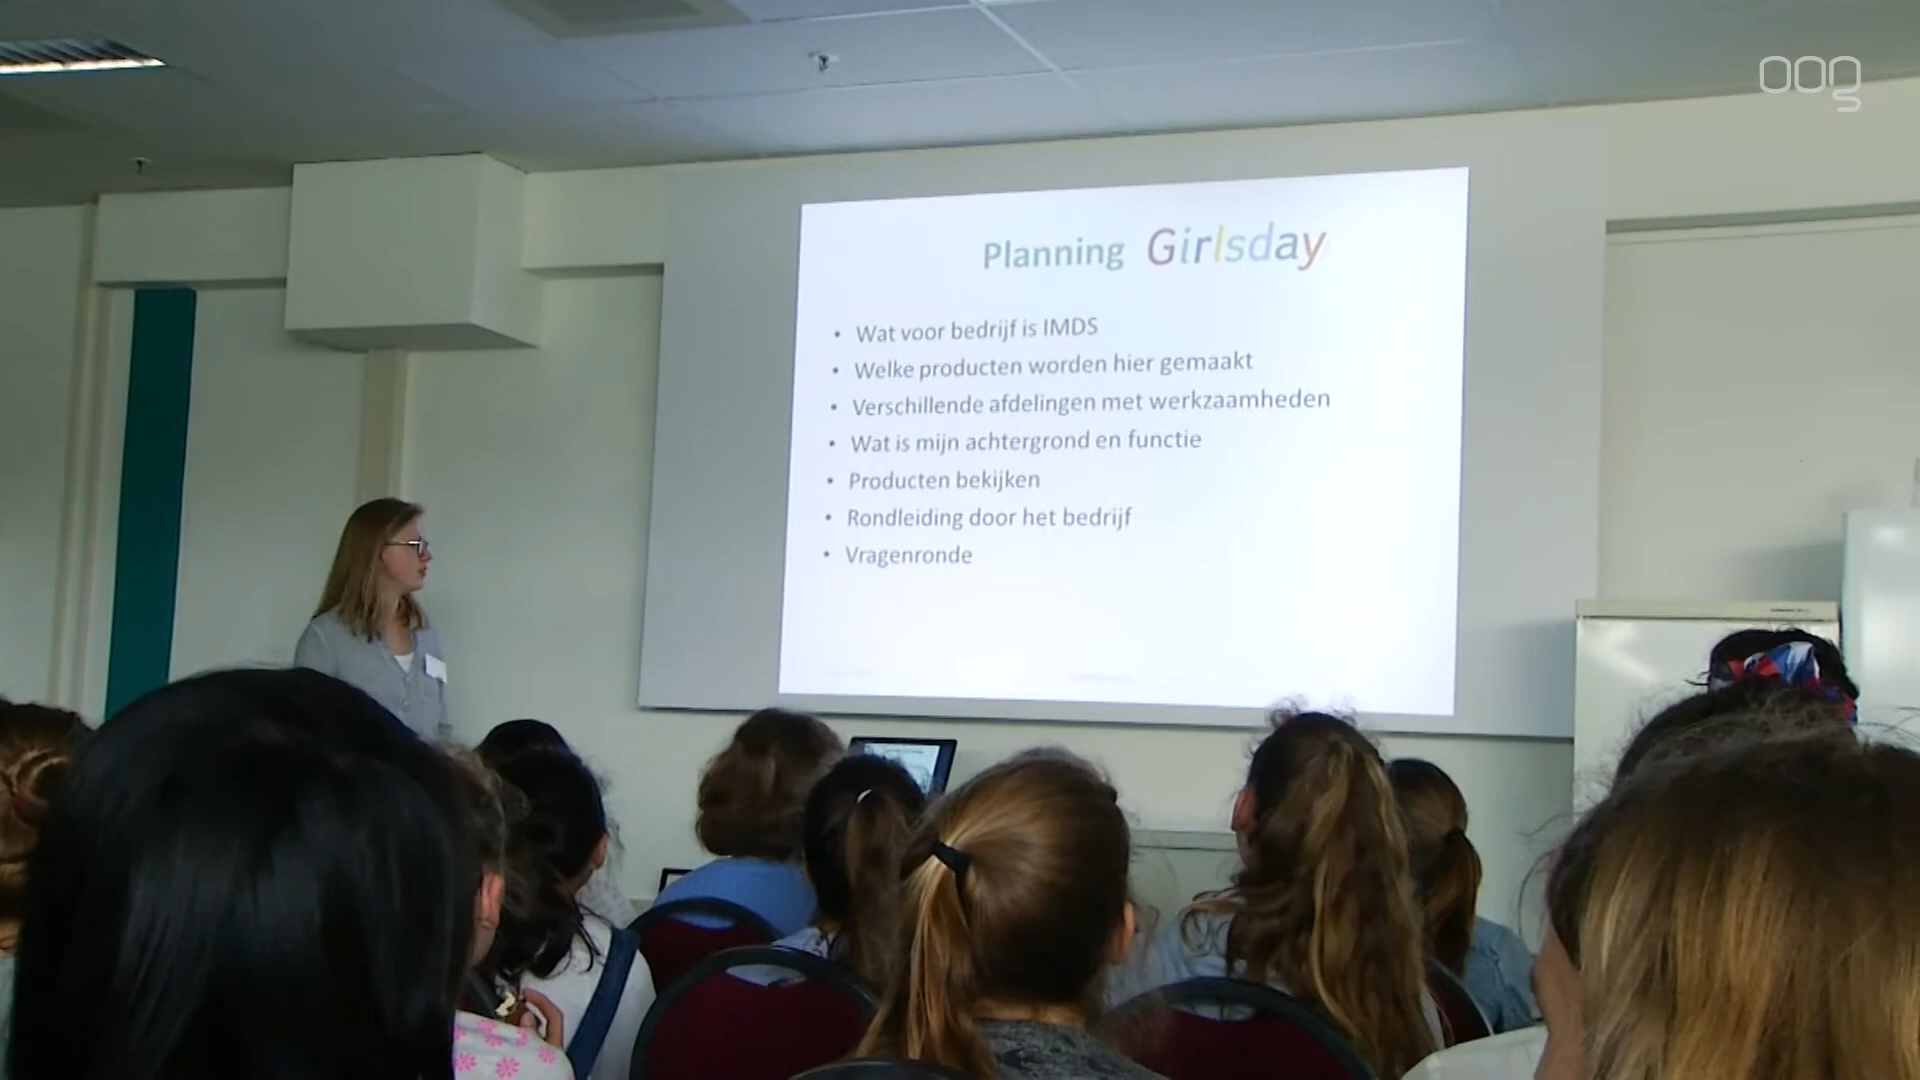 oog
Planning Girlsday
• Wat voor bedrijf is IMDS
• Welke producten worden hier gemaakt
• Verschillende afdelingen met werkzaamheden
• Wat is mijn achtergrond en functie
• Producten bekijken
• Rondleiding door het bedrijf
• Vragenronde